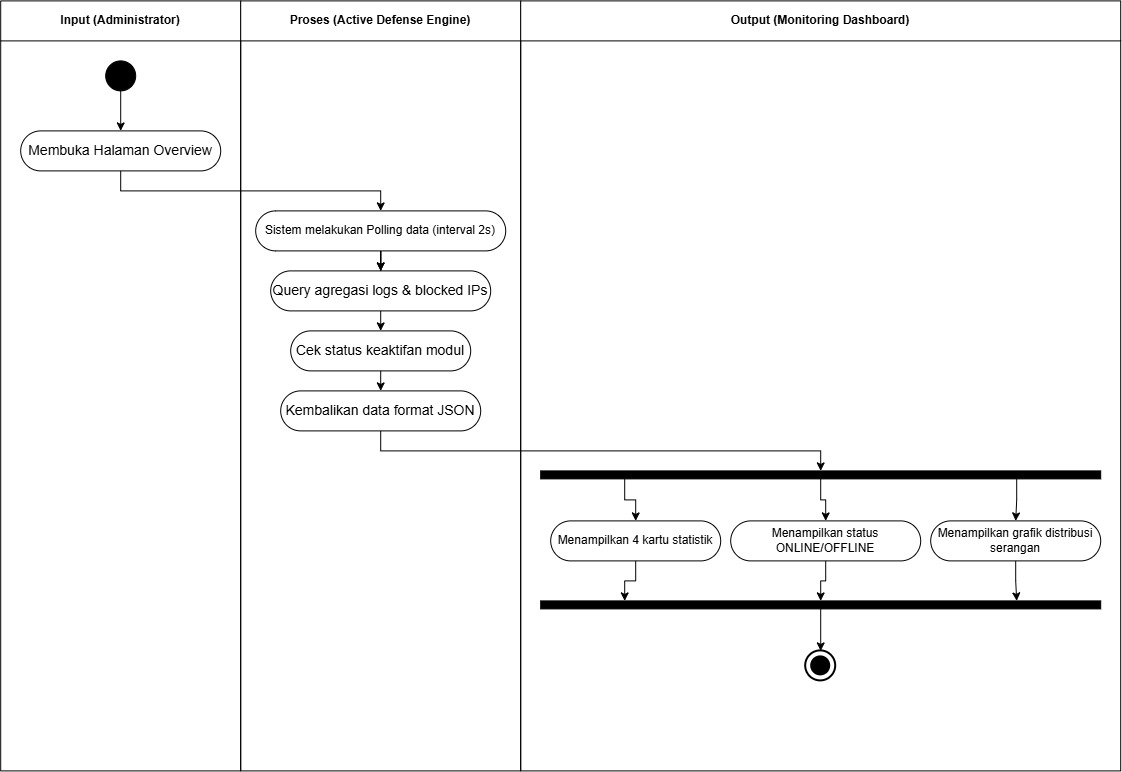 Input (Administrator)
Proses (Active Defense Engine)
Output (Monitoring Dashboard)
Membuka Halaman Overview
Sistem melakukan Polling data (interval 2s)
Query agregasi logs & blocked IPs
Cek status keaktifan modul
Kembalikan data format JSON
Menampilkan 4 kartu statistik
Menampilkan status
ONLINE/OFFLINE
Menampilkan grafik distribusi
serangan